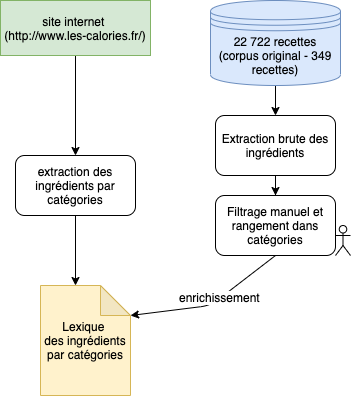 site internet
(http://www.les-calories.fr/)
22 722 recettes
(corpus original - 349
recettes)
Extraction brute des
ingrédients
extraction des
ingrédients par
catégories
Filtrage manuel et
rangement dans
catégories
enrichissement
Lexique
des ingrédients
par catégories